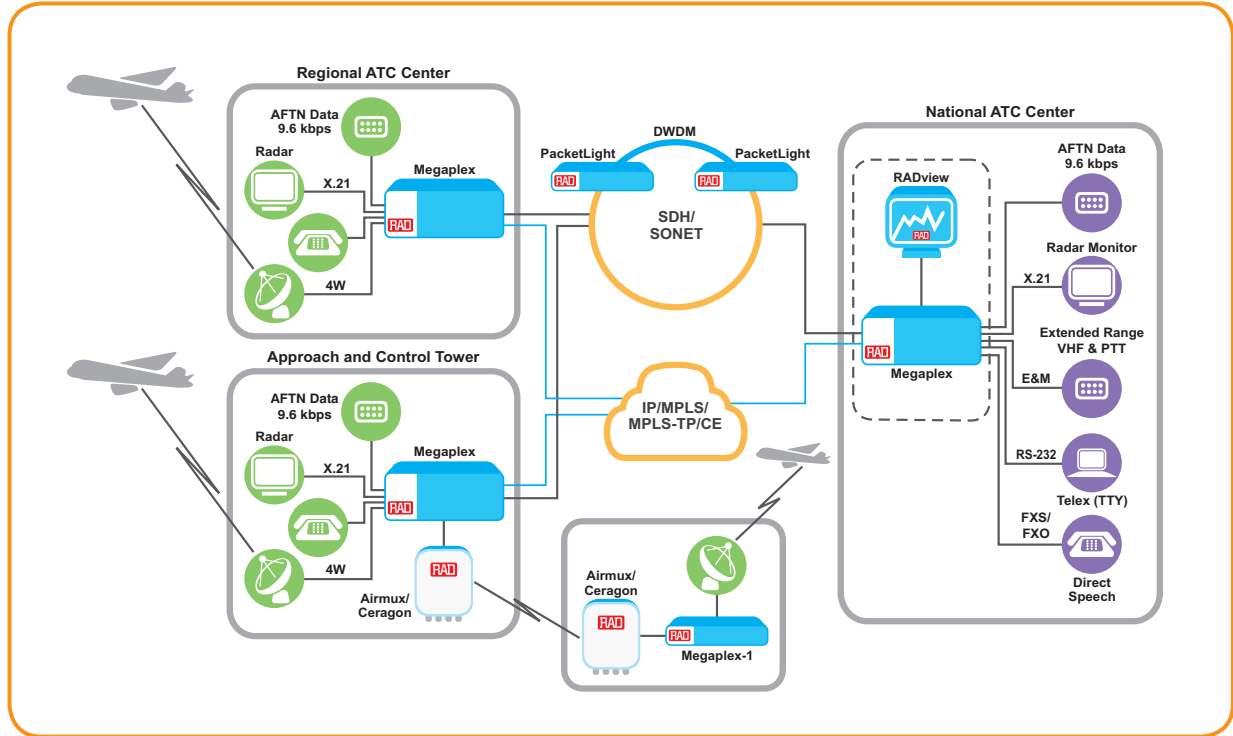 Regional ATC Center
AFTN Data
9.6 kbps
Radar
X.21
Megaplex
RAD
4W
Approach and Control Tower
AFTN Data
9.6 kbps
Radar
X.21
Megaplex
RAD
4W
RAD
Airmux/
Ceragon
DWDM
PacketLight
PacketLight
RAD
RAD
SDH/
SONET
IP/MPLS/
MPLS-TP/CE
Airmux/
Ceragon
RAD
RAD
Megaplex-1
National ATC Center
RADview
RAD
RAD
Megaplex
AFTN Data
9.6 kbps
Radar Monitor
X.21
Extended Range
VHF & PTT
E&M
RS-232
Telex (TTY)
FXS/
FXO
Direct
Speech